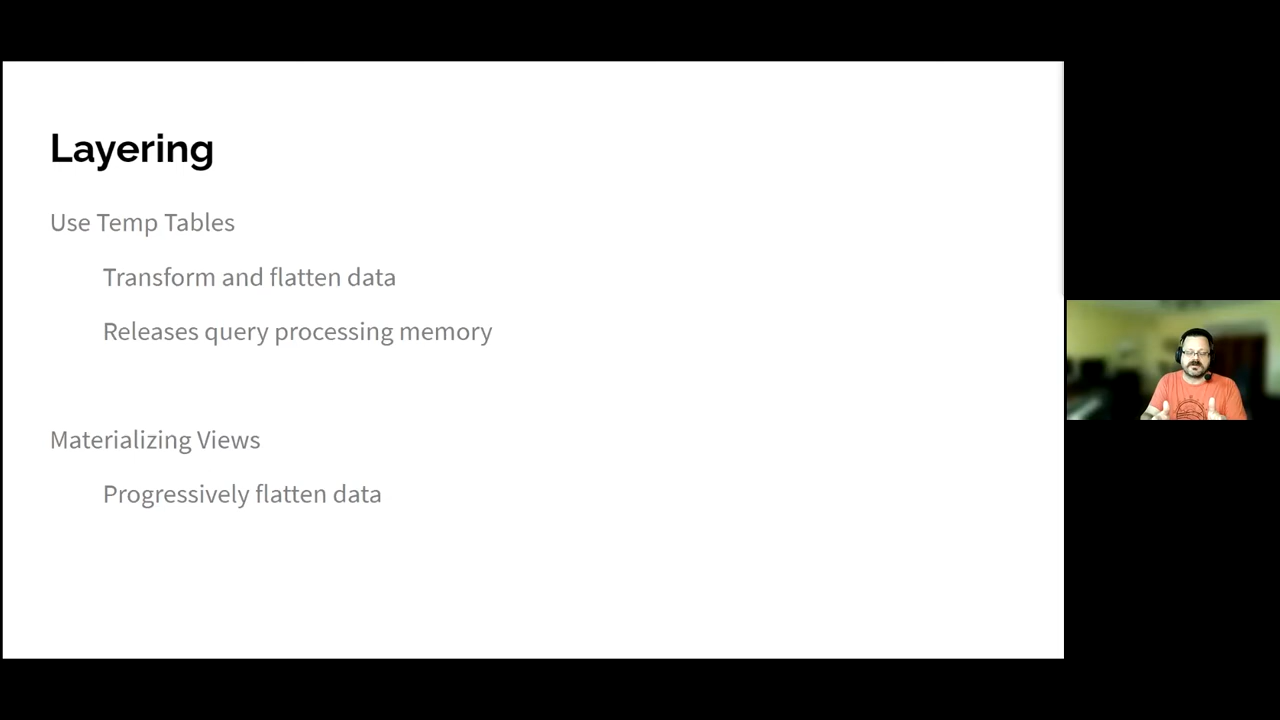 Layering
Use Temp Tables
Transform and flatten data
Releases query processing memory
Materializing Views
Progressively flatten data